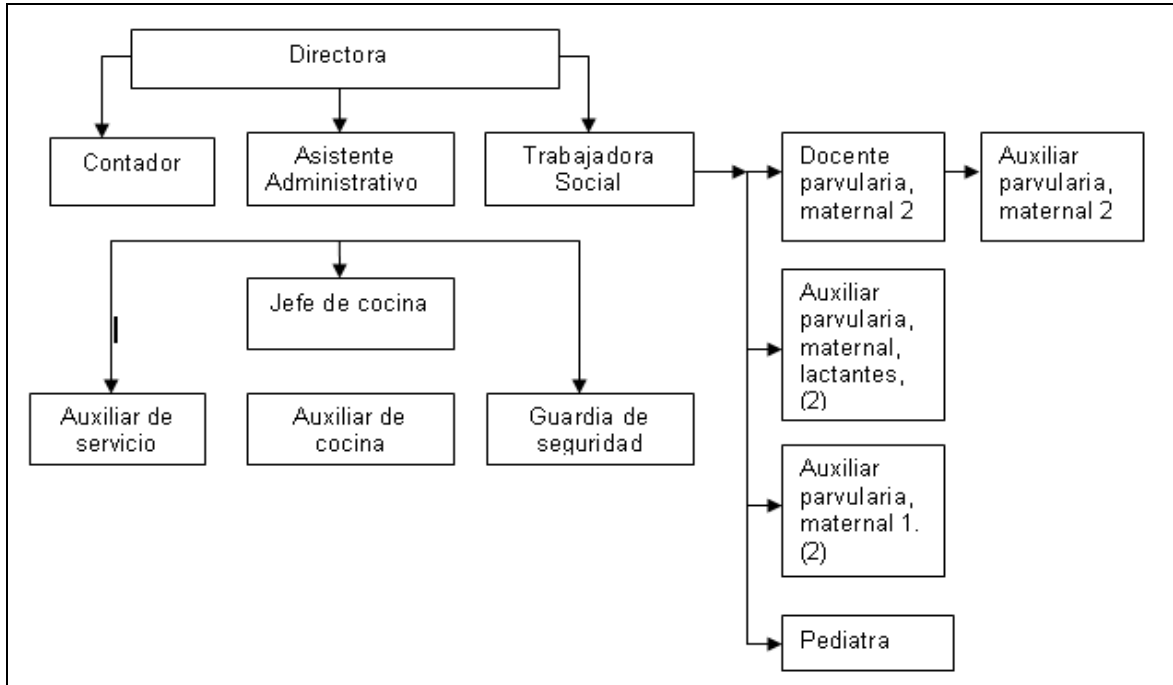 Directora
Contador
Asistente
Administrativo
Trabajadora
Social
Docente
parvularia,
maternal 2
Auxiliar
parvularia,
maternal 2
Jefe de cocina
Auxiliar
parvularia,
maternal,
lactantes,
(2)
Auxiliar de
servicio
Auxiliar de
cocina
Guardia de
seguridad
Auxiliar
parvularia,
maternal 1.
(2)
Pediatra